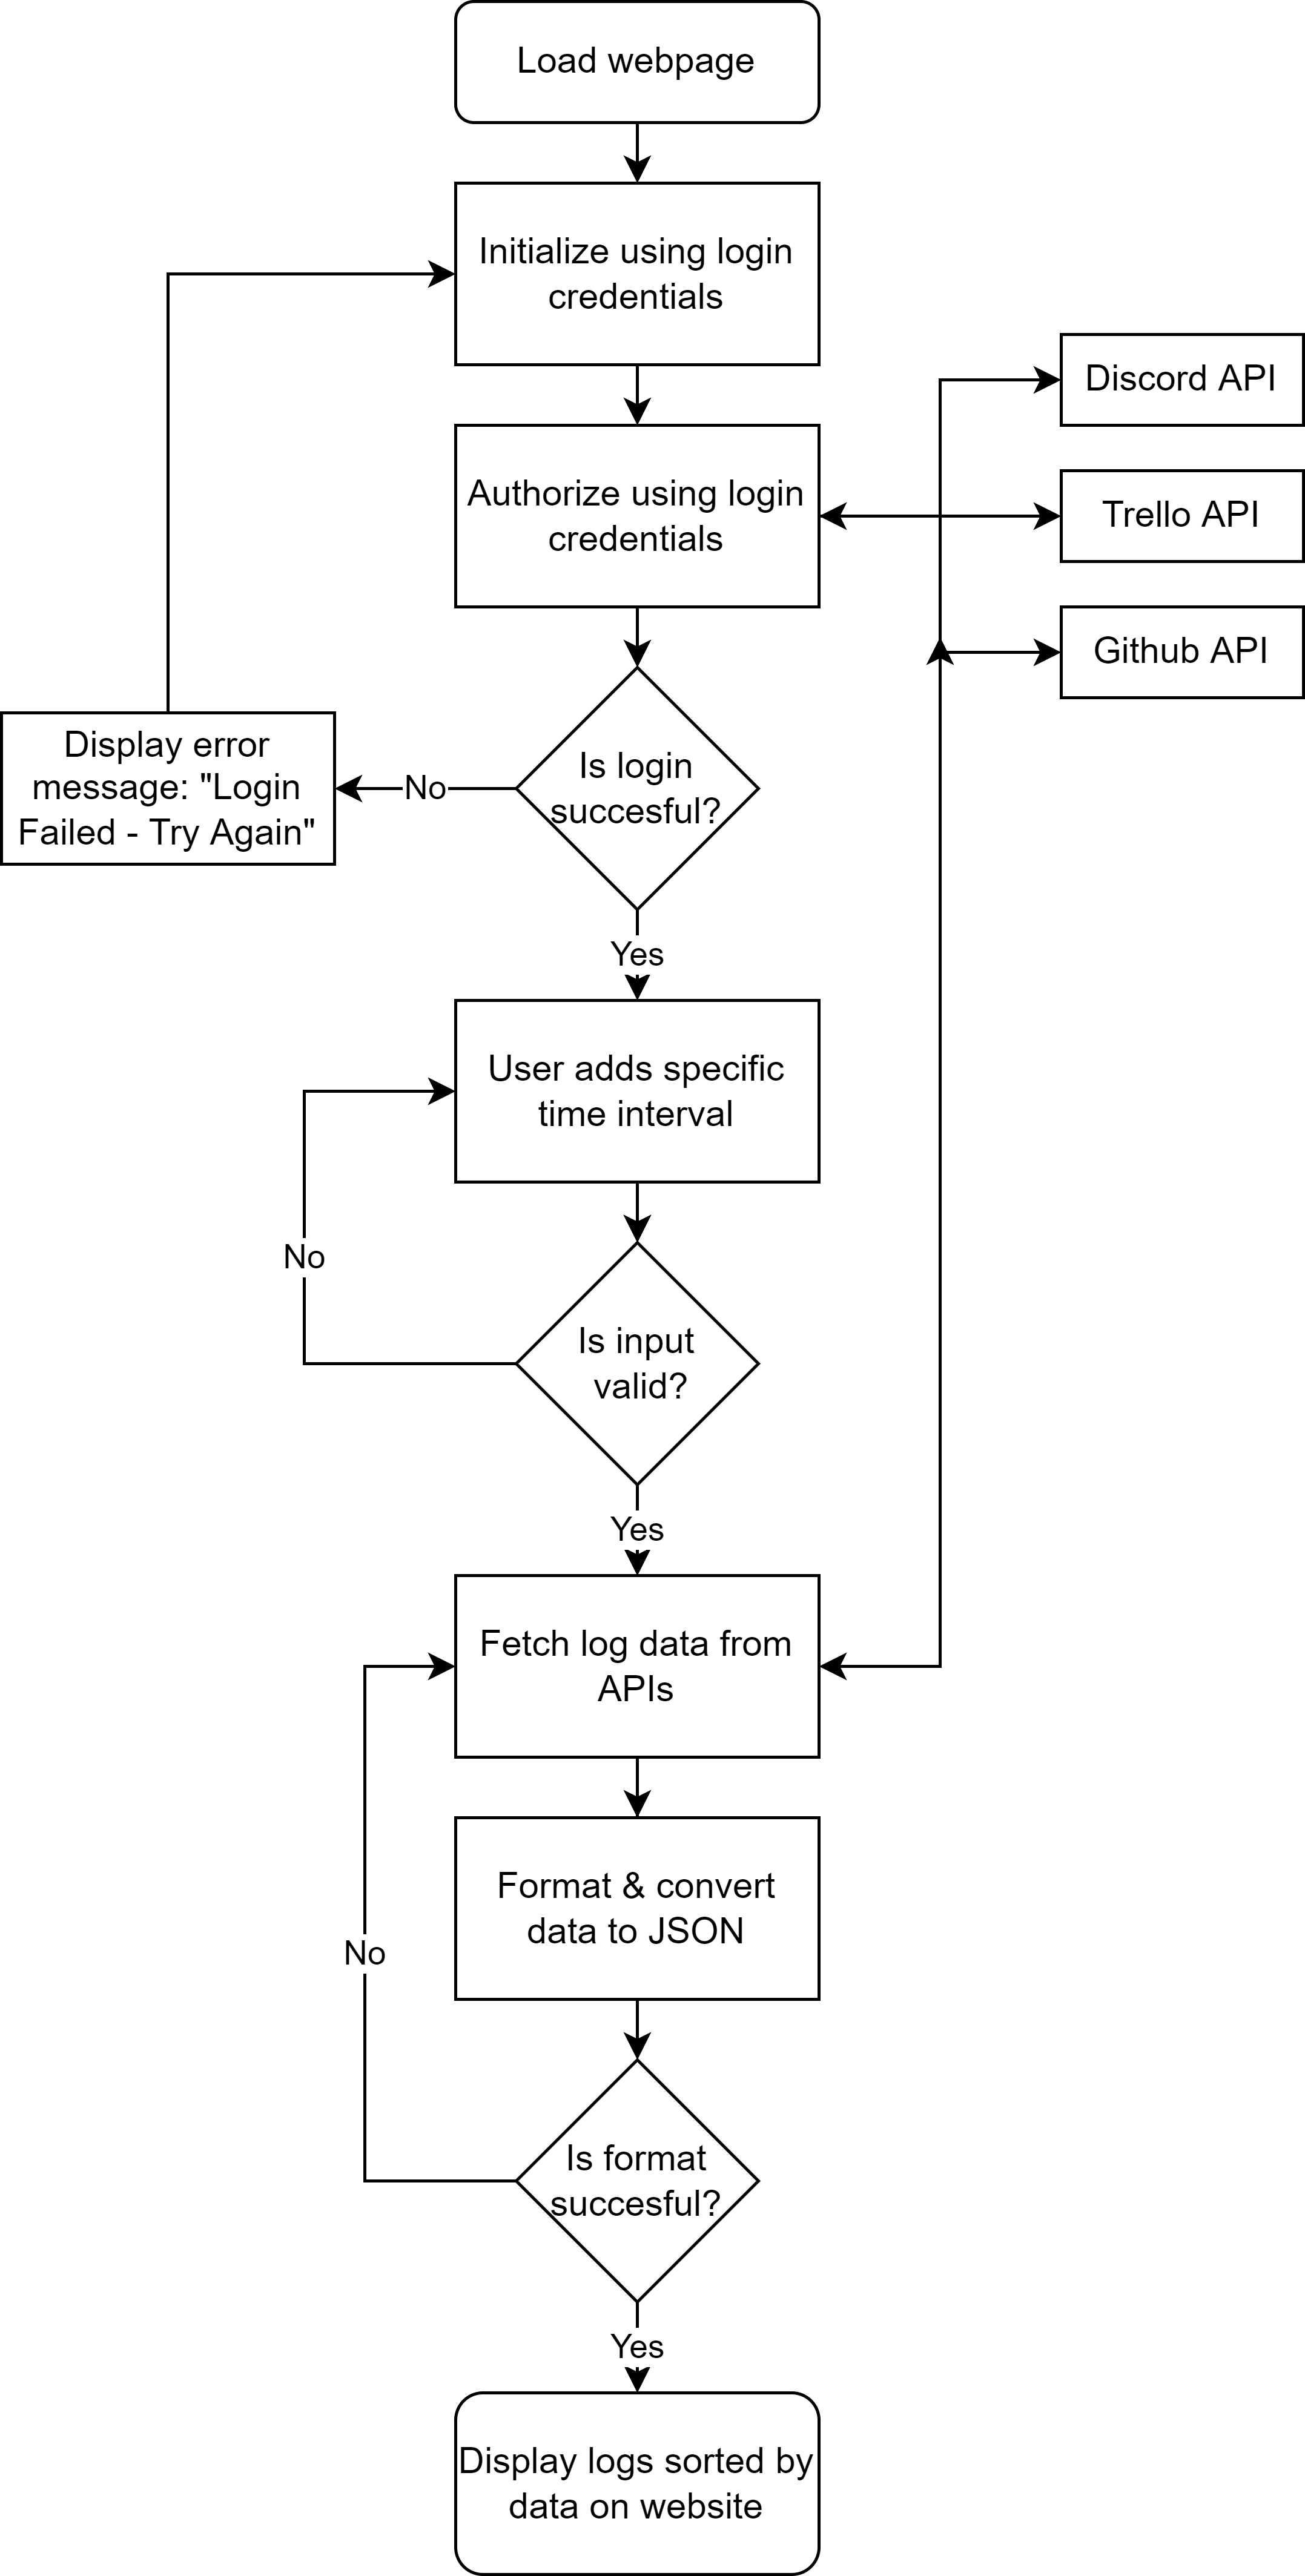 Load webpage
Initialize using login
credentials
Discord API
Authorize using login
credentials
Trello API
Github API
Display error
message: "Login
Failed - Try Again"
No
Is login
succesful?
Yes
User adds specific
time interval
No
Is input
valid?
Yes
Fetch log data from
APIs
Format & convert
data to JSON
No
Is format
succesful?
Yes
Display logs sorted by
data on website